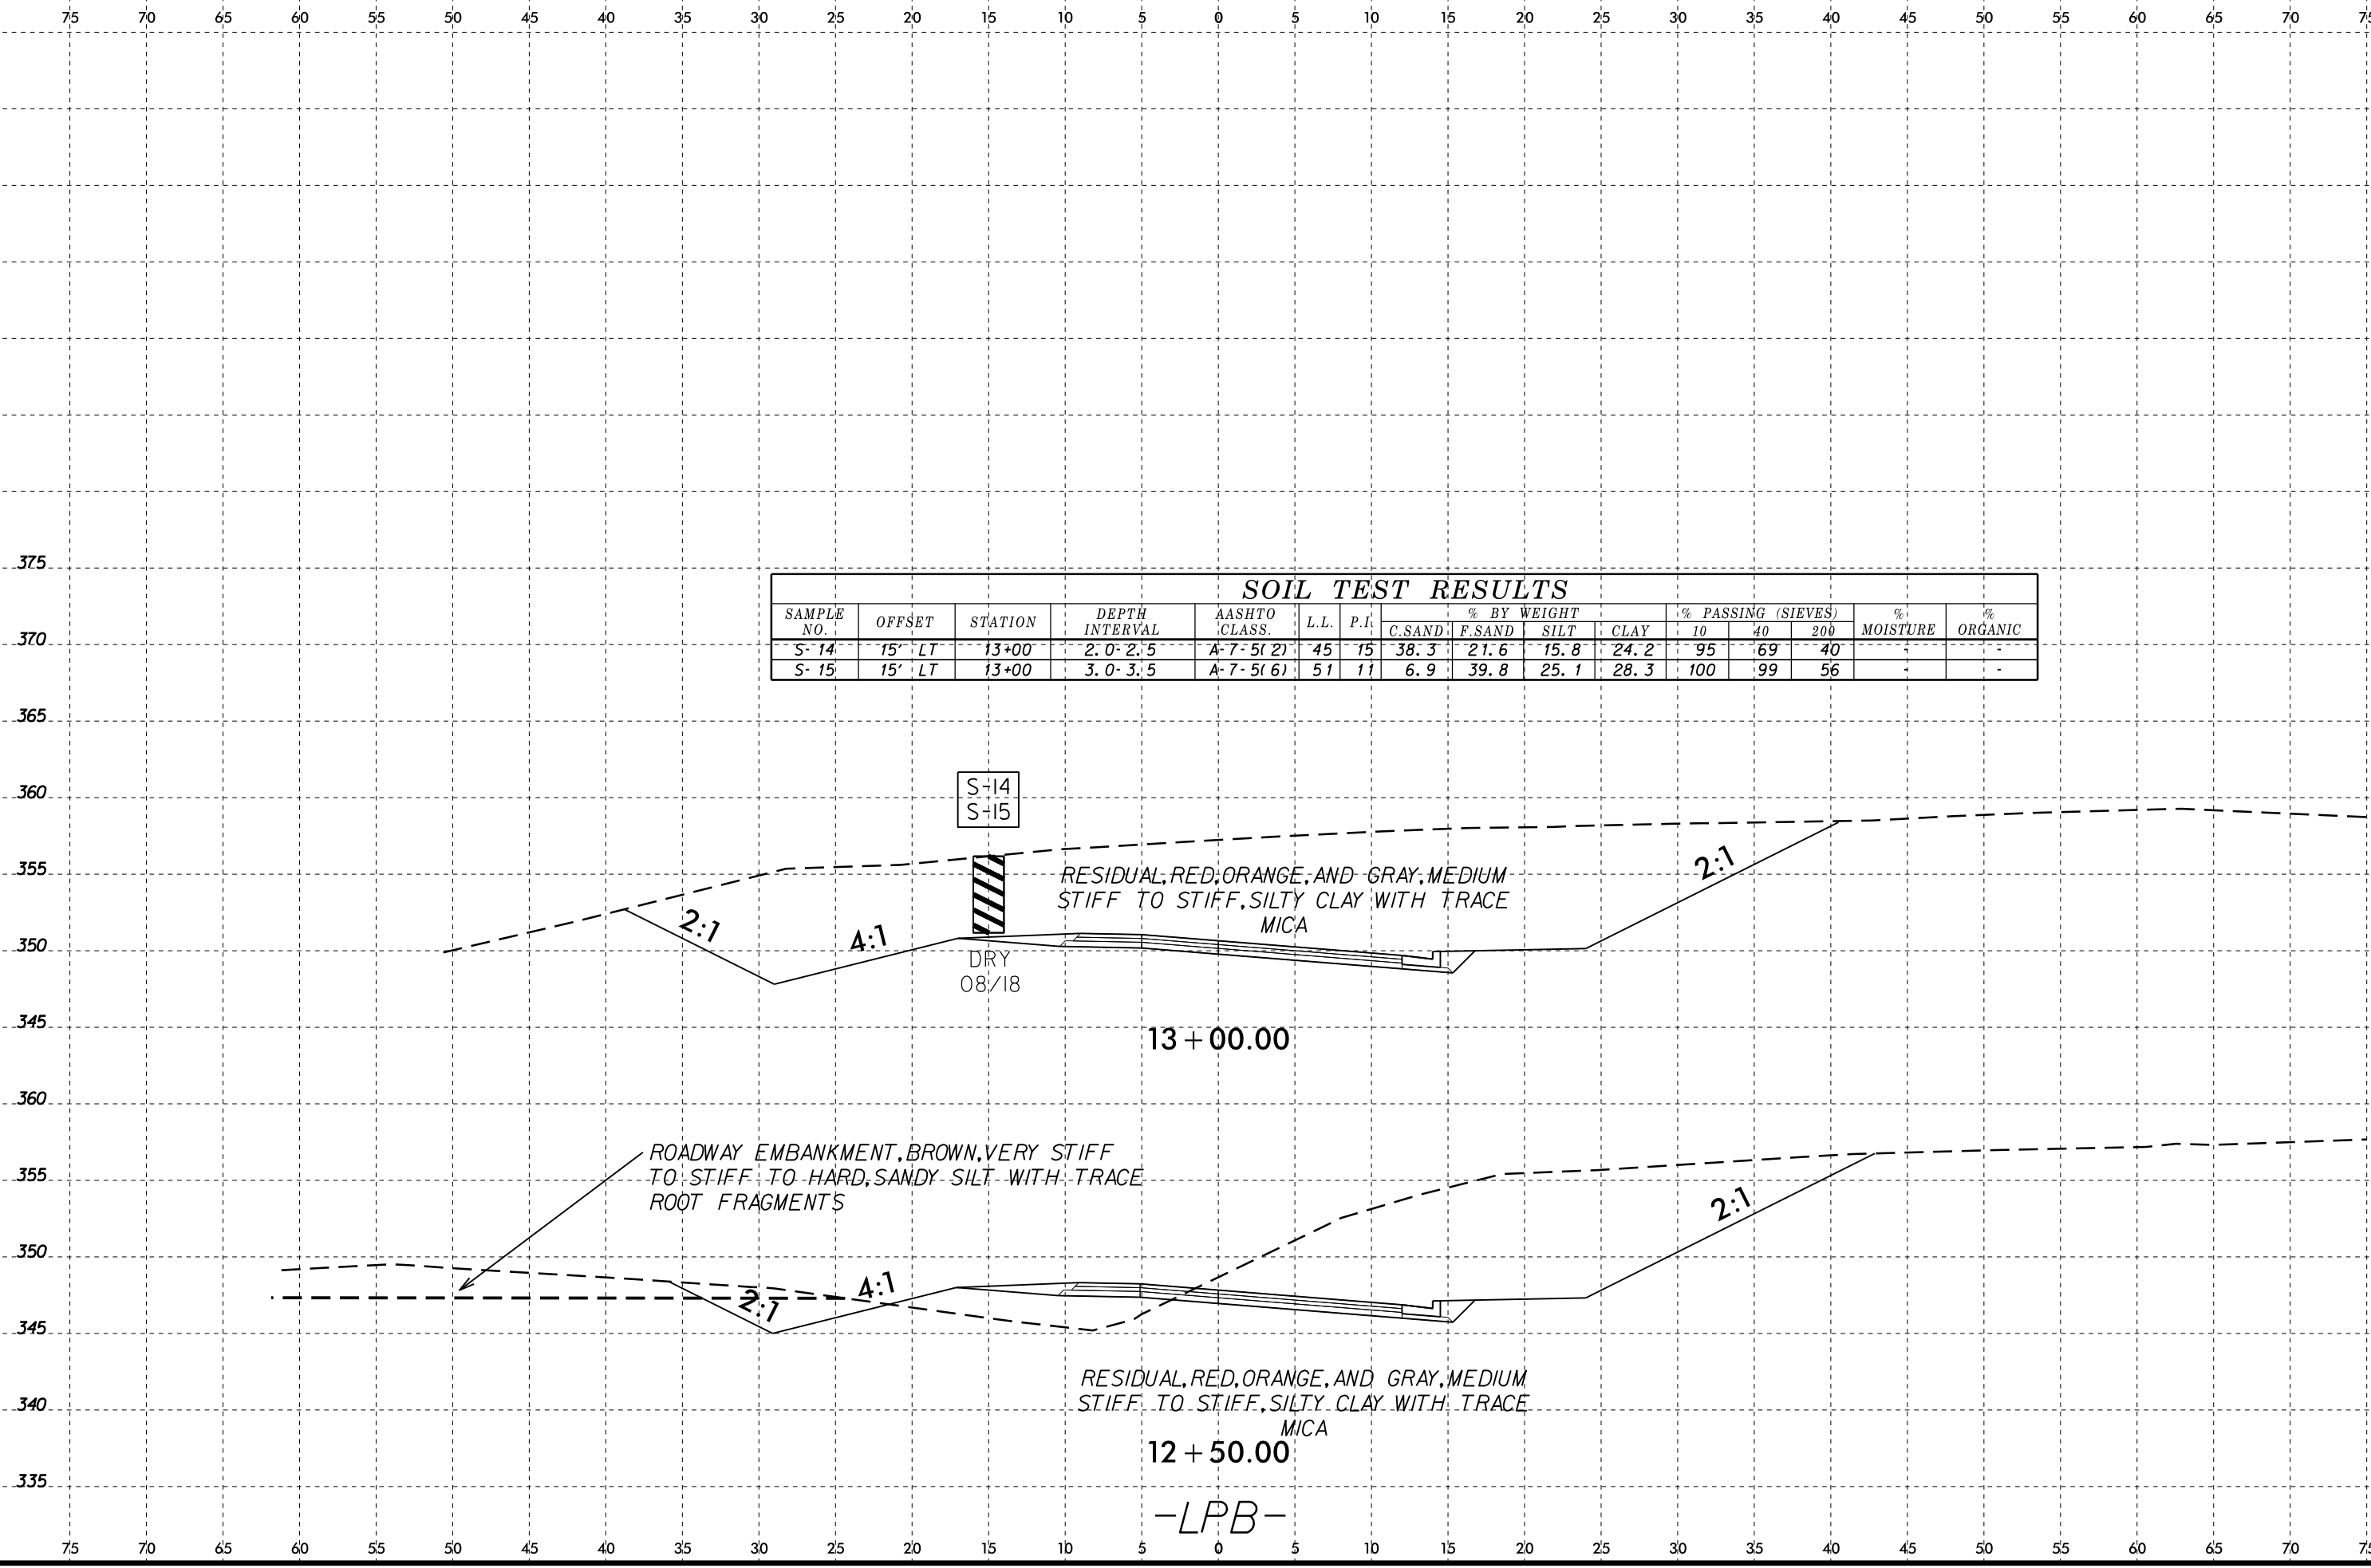 75 70 65 60 55 50 45 40 35 30 25 20 15 10 5 0 5 10 15 20 25 30 35 40 45 50 55 60 65 70
375
SOIL TEST RESULTS
SAMPLE NO. OFFSET STATION DEPTH INTERVAL AASHTO CLASS. L.L. P.I. % BY WEIGHT % PASSING (SIEVES) % MOISTURE % ORGANIC
C.SAND F.SAND SILT CLAY 10 40 200
370
S-14 15' LT 13+00 2.0-2.5 A-7-5(2) 45 15 38.3 21.6 15.8 24.2 95 69 40 - -
S-15 15' LT 13+00 3.0-3.5 A-7-5(6) 51 11 6.9 39.8 25.1 28.3 100 99 56 - -
365
360
S-14
S-15
355
2:1
RESIDUAL,RED,ORANGE,AND GRAY,MEDIUM
STIFF TO STIFF,SILTY CLAY WITH TRACE
MICA
2:1
4:1
350
DRY
08/18
345
13+00.00
360
ROADWAY EMBANKMENT,BROWN,VERY STIFF
TO STIFF TO HARD,SANDY SILT WITH TRACE
ROOT FRAGMENTS
355
2:1
350
4:1
2:1
345
RESIDUAL,RED,ORANGE,AND GRAY,MEDIUM
STIFF TO STIFF,SILTY CLAY WITH TRACE
MICA
340
12+50.00
335
-LPB-
75 70 65 60 55 50 45 40 35 30 25 20 15 10 5 0 5 10 15 20 25 30 35 40 45 50 55 60 65 70